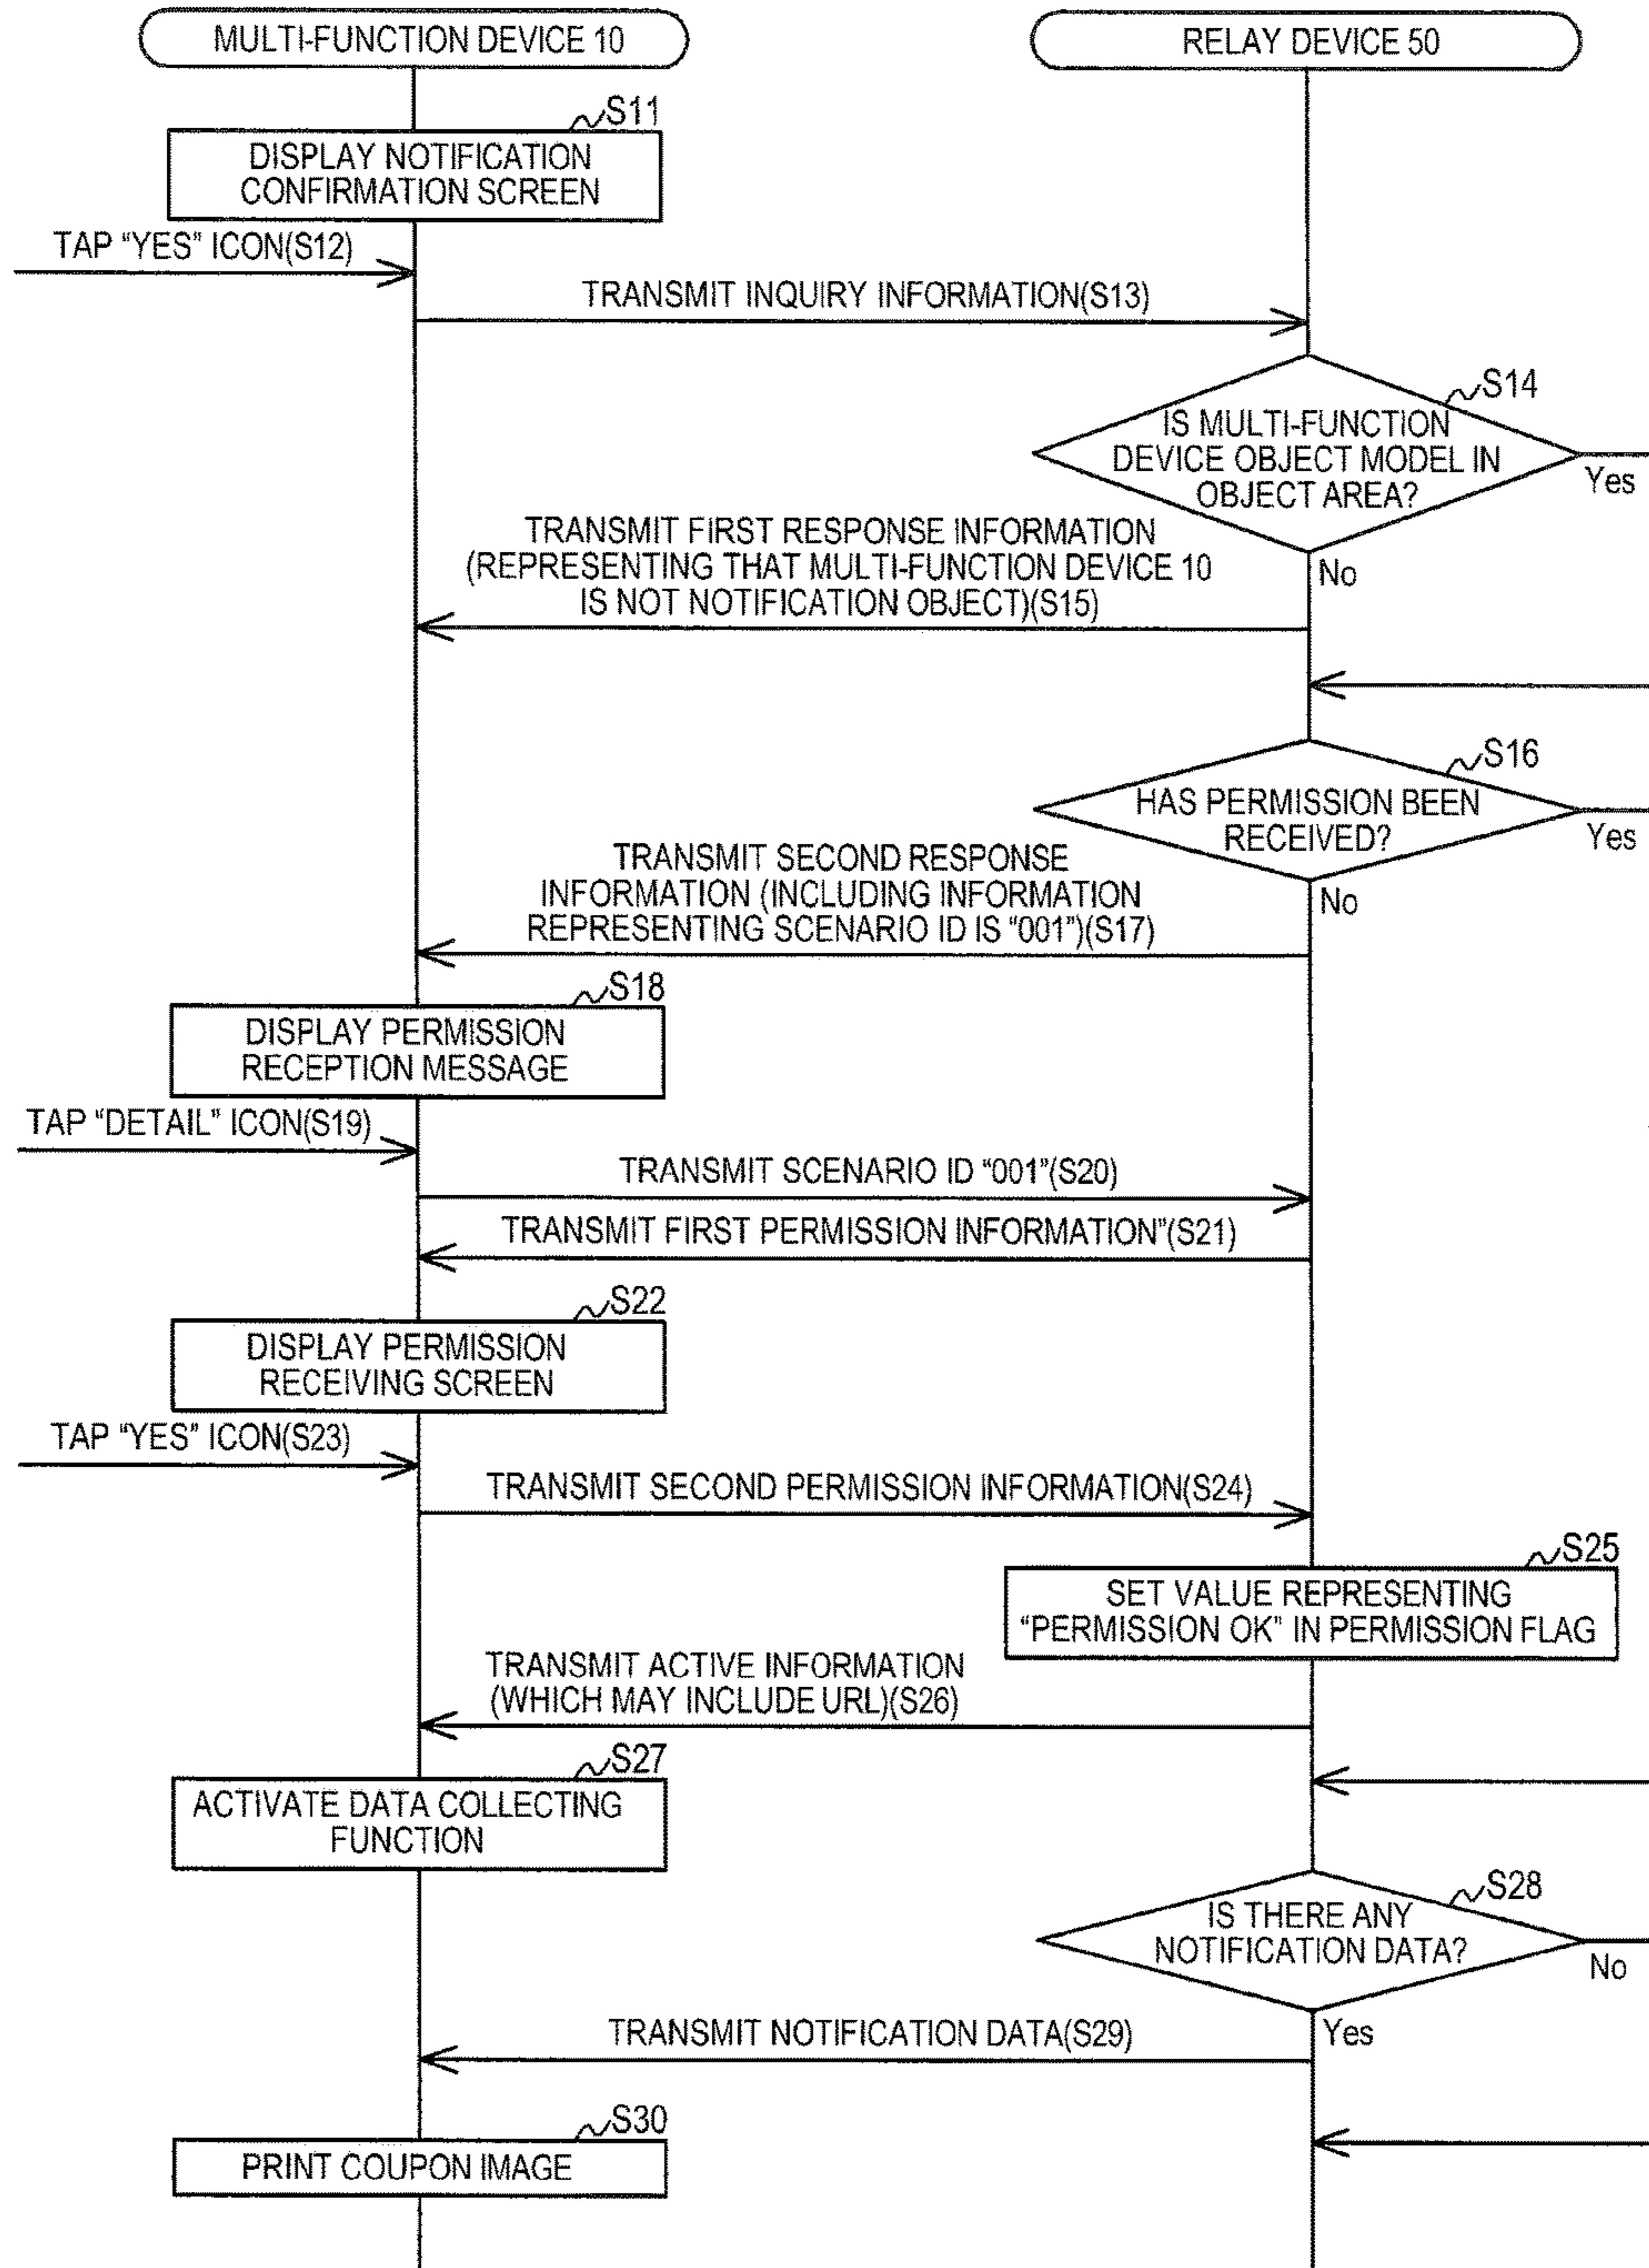 MULTI-FUNCTION DEVICE 10
RELAY DEVICE 50
S11
DISPLAY NOTIFICATION
CONFIRMATION SCREEN
TAP “YES” ICON(S12)
TRANSMIT INQUIRY INFORMATION(S13)
S14
IS MULTI-FUNCTION
DEVICE OBJECT MODEL IN
OBJECT AREA?
Yes
No
TRANSMIT FIRST RESPONSE INFORMATION
(REPRESENTING THAT MULTI-FUNCTION DEVICE 10
IS NOT NOTIFICATION OBJECT)(S15)
S16
HAS PERMISSION BEEN
RECEIVED?
Yes
No
TRANSMIT SECOND RESPONSE
INFORMATION (INCLUDING INFORMATION
REPRESENTING SCENARIO ID IS “001”)(S17)
S18
DISPLAY PERMISSION
RECEPTION MESSAGE
TAP “DETAIL” ICON(S19)
TRANSMIT SCENARIO ID “001”(S20)
TRANSMIT FIRST PERMISSION INFORMATION”(S21)
S22
DISPLAY PERMISSION
RECEIVING SCREEN
TAP “YES” ICON(S23)
TRANSMIT SECOND PERMISSION INFORMATION(S24)
S25
SET VALUE REPRESENTING
“PERMISSION OK” IN PERMISSION FLAG
TRANSMIT ACTIVE INFORMATION
(WHICH MAY INCLUDE URL)(S26)
S27
ACTIVATE DATA COLLECTING
FUNCTION
S28
IS THERE ANY
NOTIFICATION DATA?
No
Yes
TRANSMIT NOTIFICATION DATA(S29)
S30
PRINT COUPON IMAGE